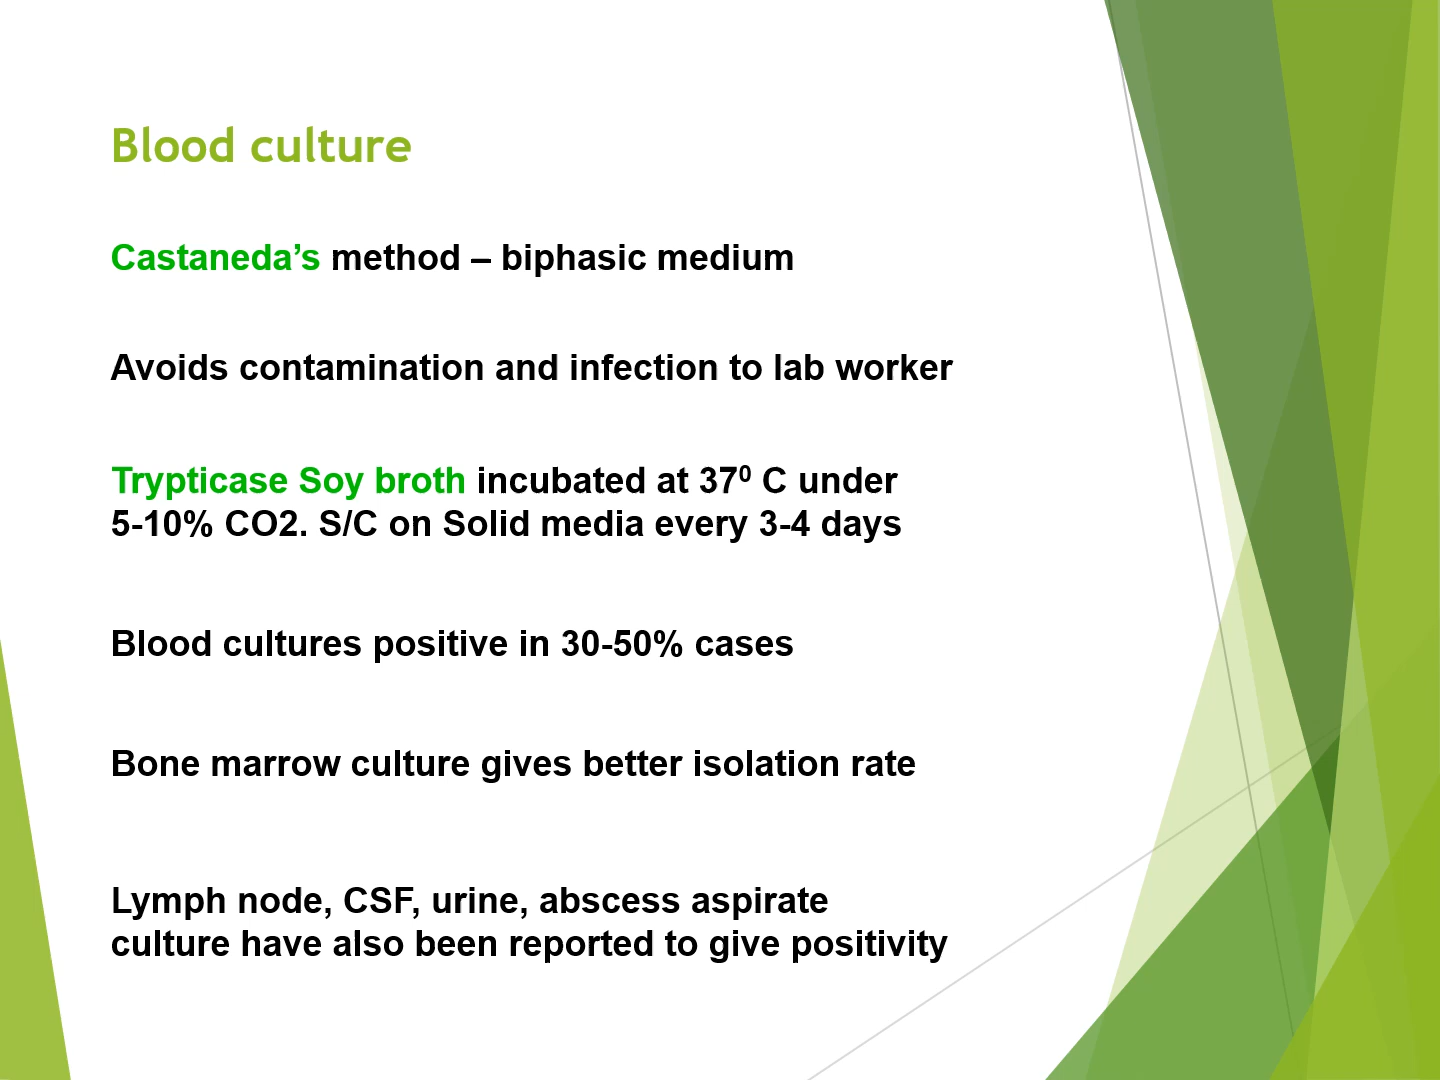 Blood culture
Castaneda’s method – biphasic medium
Avoids contamination and infection to lab worker
Trypticase Soy broth incubated at 37⁰ C under
5-10% CO2. S/C on Solid media every 3-4 days
Blood cultures positive in 30-50% cases
Bone marrow culture gives better isolation rate
Lymph node, CSF, urine, abscess aspirate
culture have also been reported to give positivity